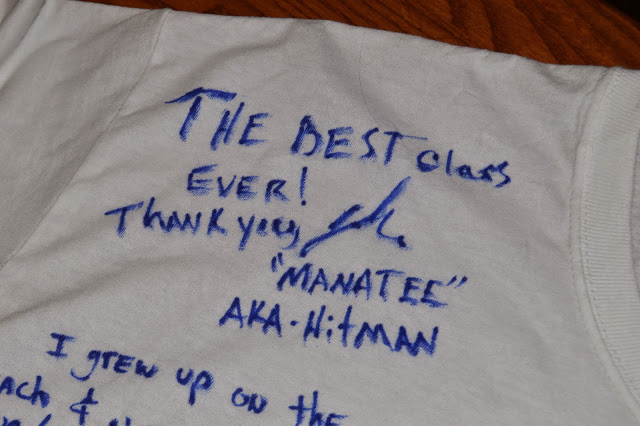 THE BEST class
EVER!
Thank you,
"MANATEE"
AKA-HitMAN
I grew up on the